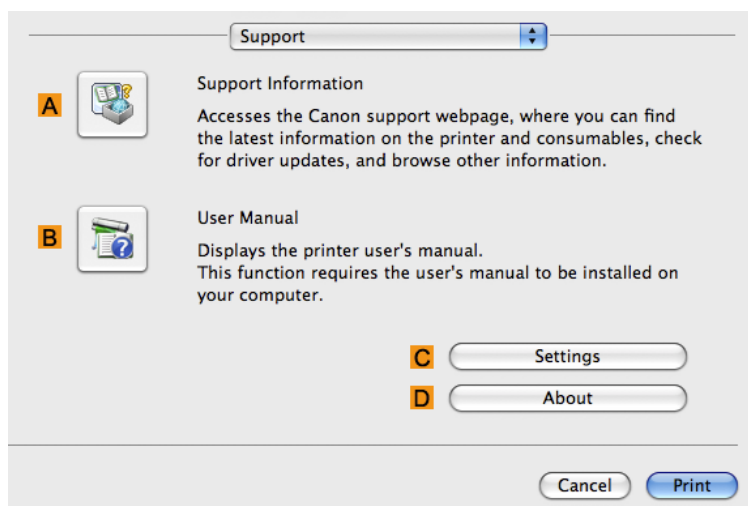 Support
A
Support Information
Accesses the Canon support webpage, where you can find
the latest information on the printer and consumables, check
for driver updates, and browse other information.
B
User Manual
Displays the printer user's manual.
This function requires the user's manual to be installed on
your computer.
C Settings
D About
Cancel Print